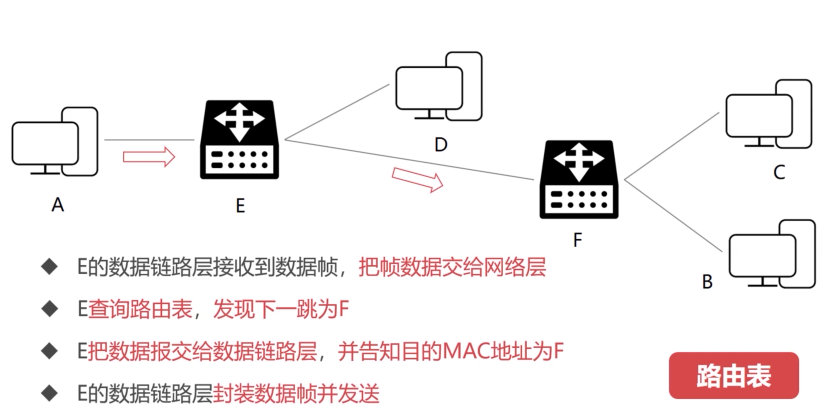 D
A
E
C
F
B
E的数据链路层接收到数据帧，把帧数据交给网络层
E查询路由表，发现下一跳为F
E把数据报交给数据链路层，并告知目的MAC地址为F
E的数据链路层封装数据帧并发送
路由表